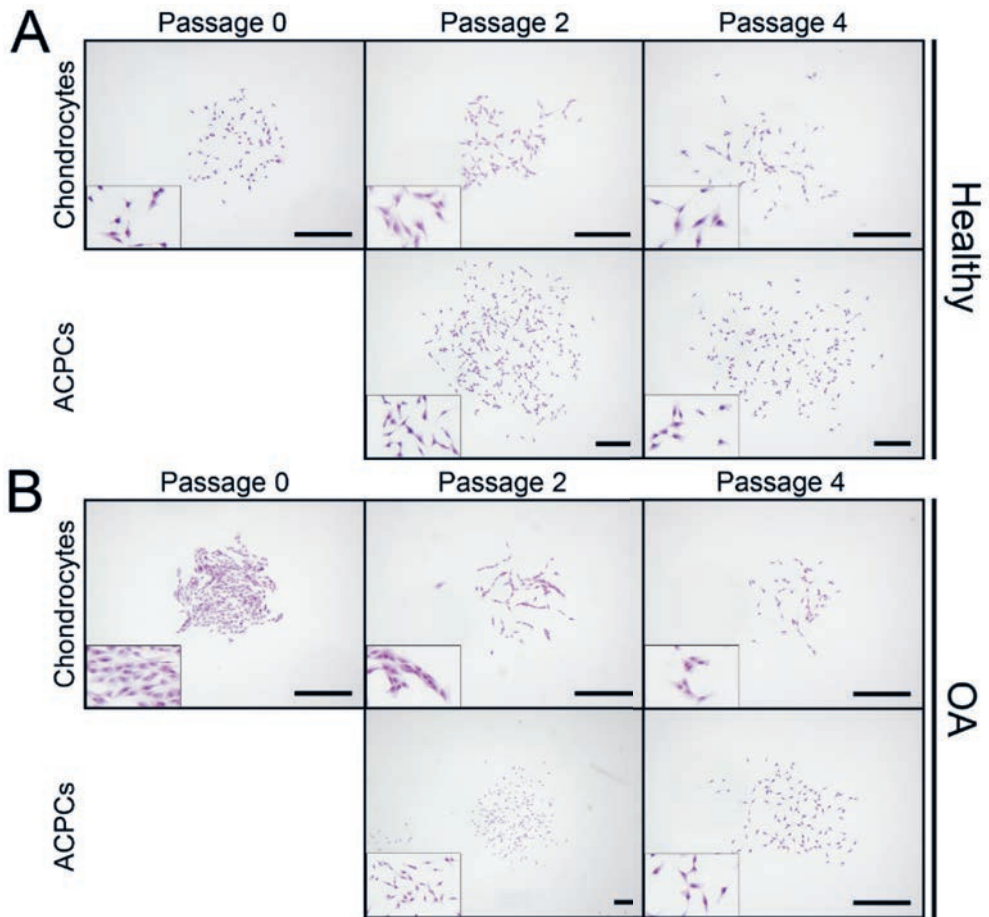 A
Passage 0
Passage 2
Passage 4
Chondrocytes
ACPCs
Healthy
B
Passage 0
Passage 2
Passage 4
Chondrocytes
ACPCs
OA